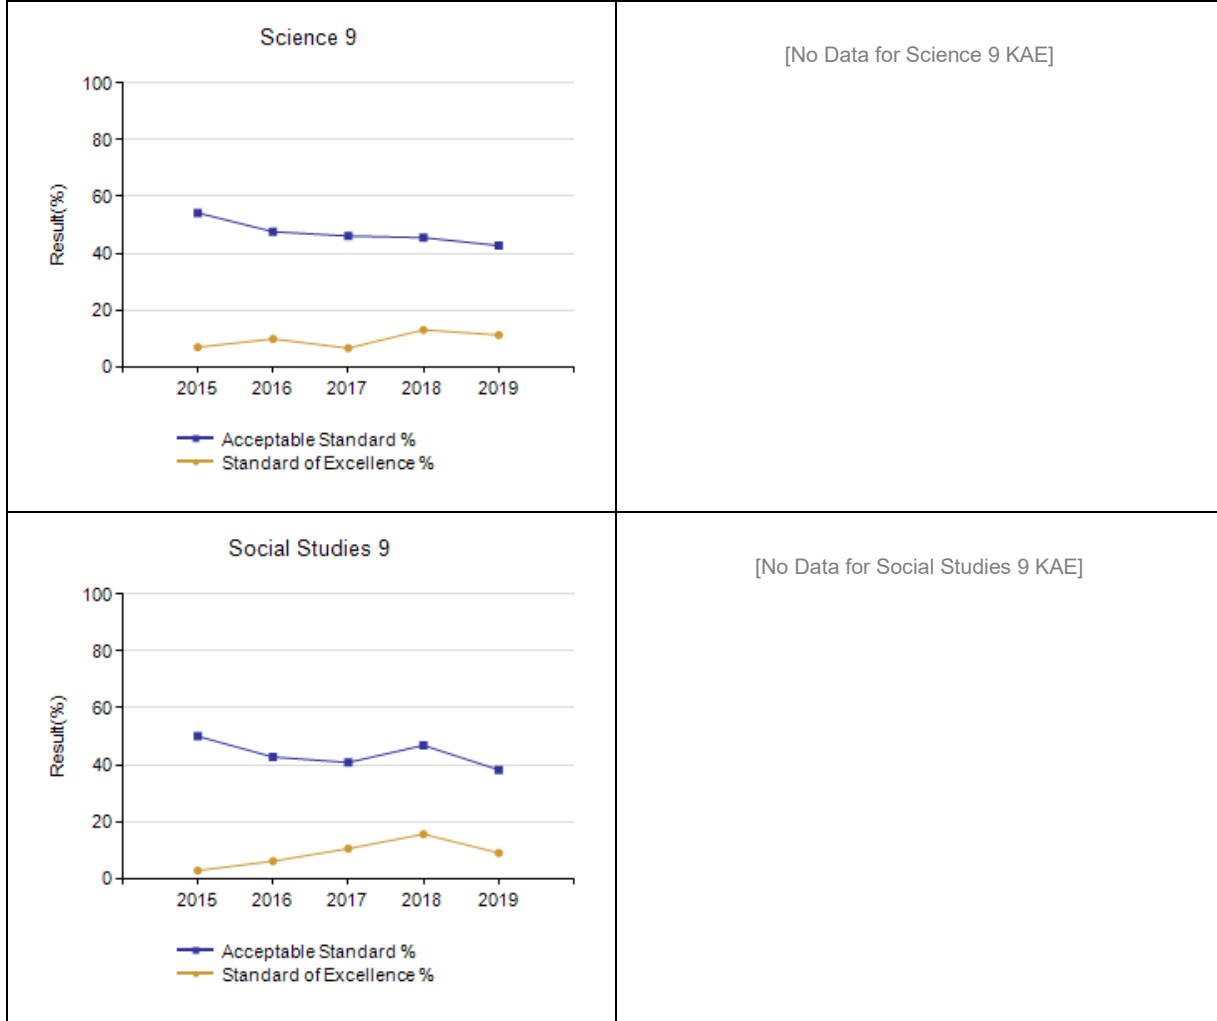 Science 9
100
80
60
40
20
0
Result(%)
2015 2016 2017 2018 2019
Acceptable Standard %
Standard of Excellence %
[No Data for Science 9 KAE]
Social Studies 9
100
80
60
40
20
0
Result(%)
2015 2016 2017 2018 2019
Acceptable Standard %
Standard of Excellence %
[No Data for Social Studies 9 KAE]